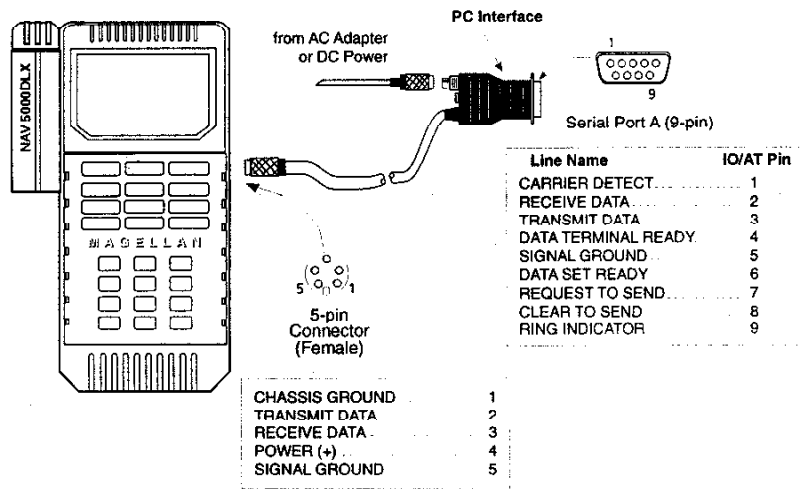 PC Interface
from AC Adapter
or DC Power
1
9
Serial Port A (9-pin)
NAV 5000DLX
MAGELLAN
Line Name IO/AT Pin
CARRIER DETECT 1
RECEIVE DATA 2
TRANSMIT DATA 3
DATA TERMINAL READY 4
SIGNAL GROUND 5
DATA SET READY 6
REQUEST TO SEND 7
CLEAR TO SEND 8
RING INDICATOR 9
5 1
5-pin
Connector
(Female)
CHASSIS GROUND 1
TRANSMIT DATA 2
RECEIVE DATA 3
POWER (+) 4
SIGNAL GROUND 5